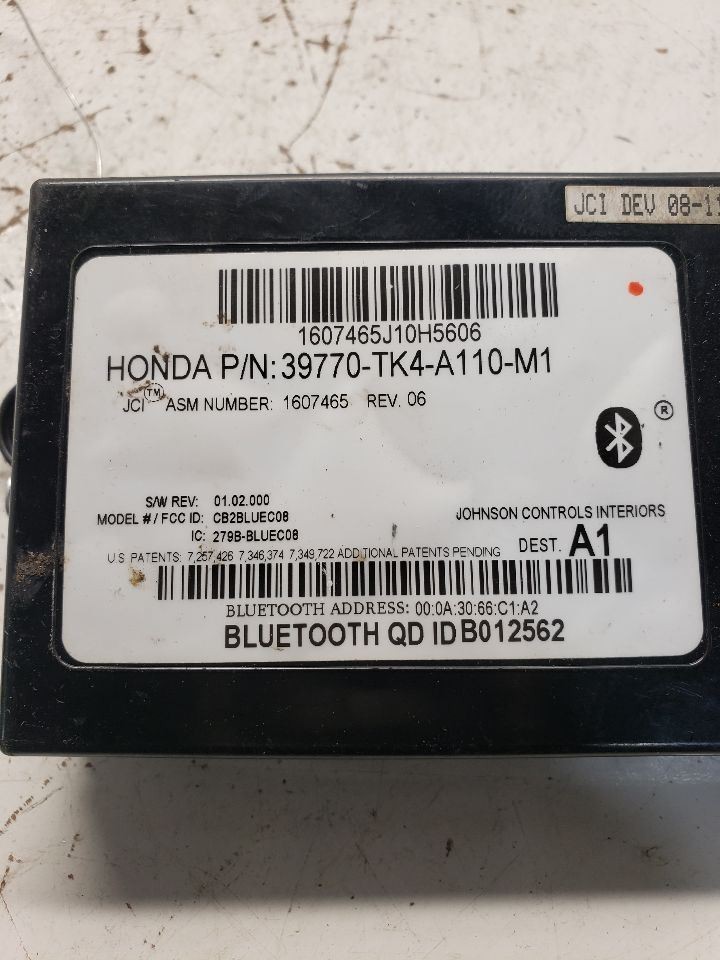 JCI DEV 08-11
1607465J10H5606
HONDA P/N: 39770-TK4-A110-M1
JCI™ ASM NUMBER: 1607465 REV. 06
®
S/W REV: 01.02.000
MODEL # / FCC ID: CB2BLUEC08
IC: 279B-BLUEC08
JOHNSON CONTROLS INTERIORS
U.S PATENTS: 7,257,426 7,346,374 7,349,722 ADDITIONAL PATENTS PENDING
DEST. A1
BLUETOOTH ADDRESS: 00:0A:30:66:C1:A2
BLUETOOTH QD ID B012562